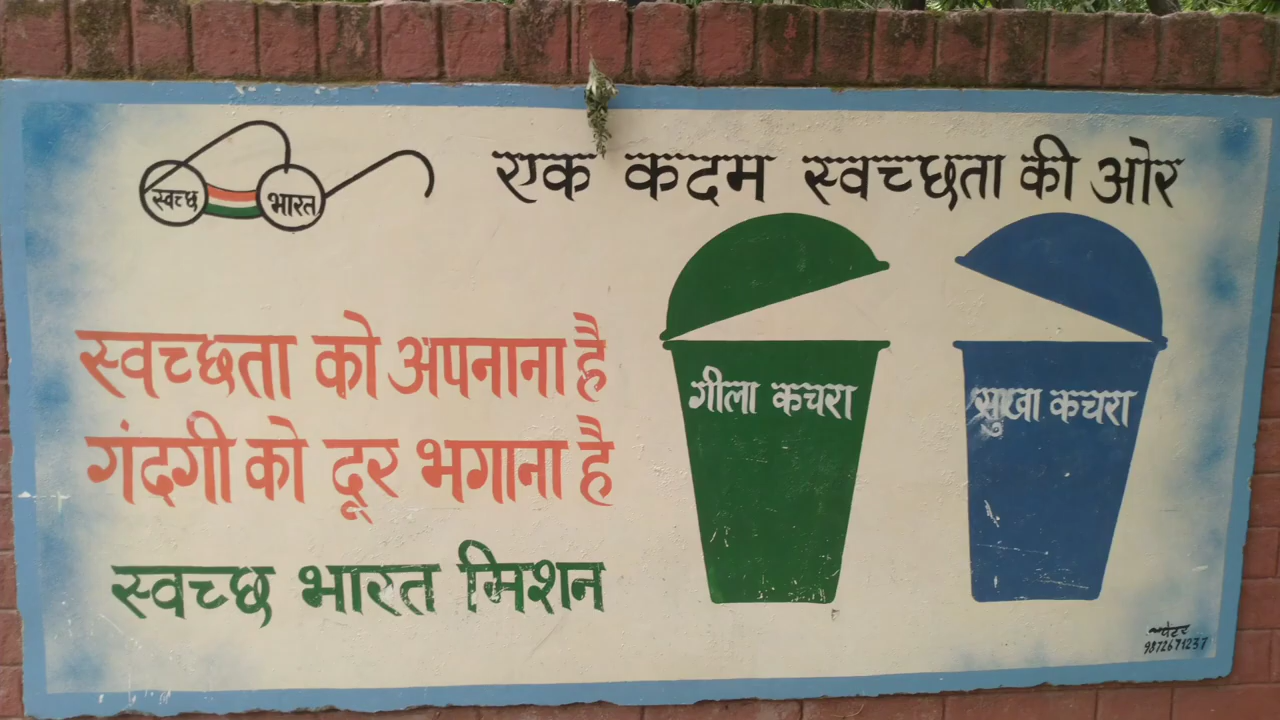 स्वच्छ भारत
एक कदम स्वच्छता की ओर
स्वच्छता को अपनाना है
गंदगी को दूर भगाना है
स्वच्छ भारत मिशन
गीला कचरा
सुखा कचरा
पेंटर
9872671237